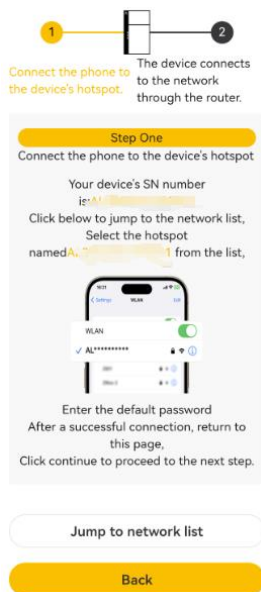 1
2
Connect the phone to
the device's hotspot.
The device connects
to the network
through the router.
Step One
Connect the phone to the device's hotspot
Your device's SN number
is:
Click below to jump to the network list,
Select the hotspot
named from the list,
Settings WLAN Edit
WLAN
✓ AL**********
Enter the default password
After a successful connection, return to
this page,
Click continue to proceed to the next step.
Jump to network list
Back